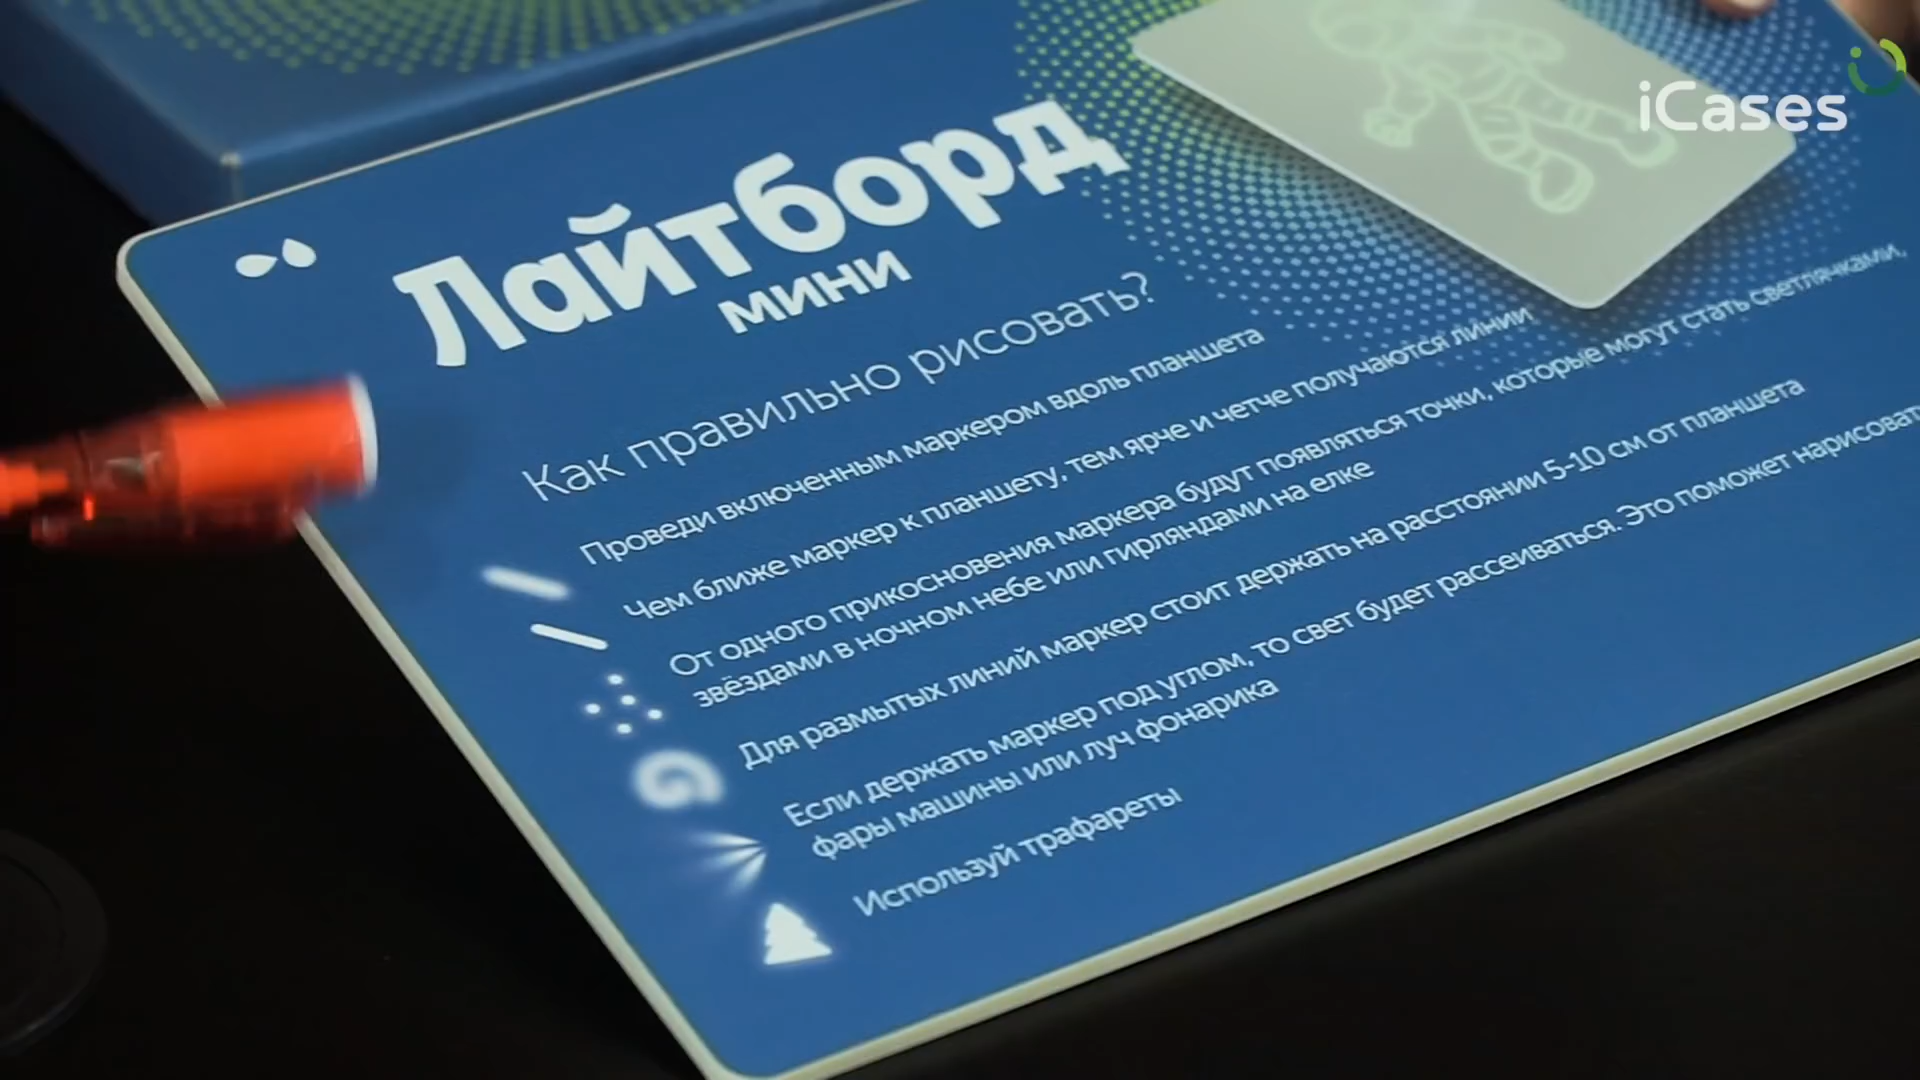 iCases
Лайтборд
мини
Как правильно рисовать?
Проведи включенным маркером вдоль планшета
Чем ближе маркер к планшету, тем ярче и четче получаются линии
От одного прикосновения маркера будут появляться точки, которые могут стать светлячками,
звёздами в ночном небе или гирляндами на елке
Для размытых линий маркер стоит держать на расстоянии 5-10 см от планшета
Если держать маркер под углом, то свет будет рассеиваться. Это поможет нарисовать
фары машины или луч фонарика
Используй трафареты